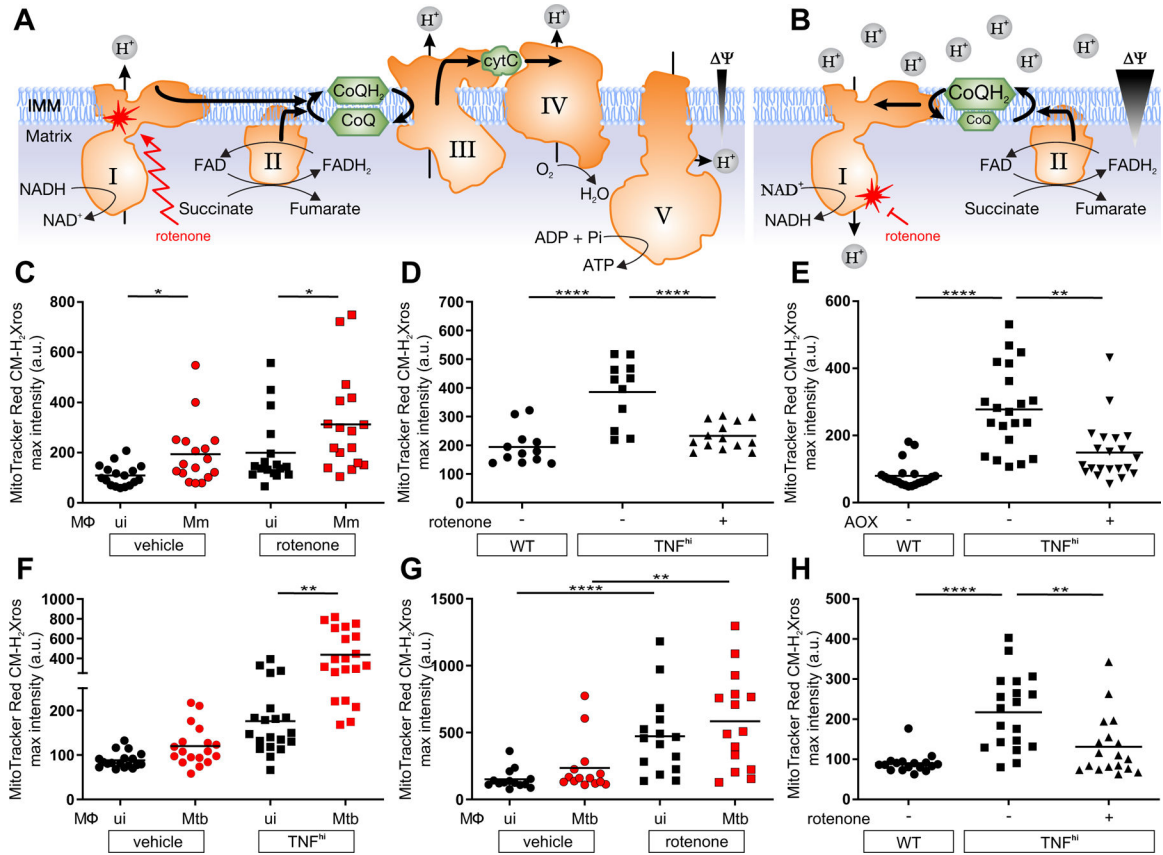 A
H⁺
H⁺
H⁺
cytC
ΔΨ
IMM
CoQH₂
CoQ
IV
Matrix
I
II
III
V
H⁺
FAD
FADH₂
O₂
H₂O
NADH
NAD⁺
Succinate
Fumarate
rotenone
ADP + Pi
ATP
B
H⁺
H⁺
H⁺
H⁺
H⁺
H⁺
H⁺
ΔΨ
CoQH₂
CoQ
I
II
NAD⁺
NADH
FAD
FADH₂
Succinate
Fumarate
rotenone
H⁺
C
MitoTracker Red CM-H₂Xros
max intensity (a.u.)
800
600
400
200
0
*
*
MΦ
ui
Mm
ui
Mm
vehicle
rotenone
D
MitoTracker Red CM-H₂Xros
max intensity (a.u.)
700
600
500
400
300
200
100
0
****
****
rotenone
-
-
+
WT
TNFʰⁱ
E
MitoTracker Red CM-H₂Xros
max intensity (a.u.)
600
400
200
0
****
**
AOX
-
-
+
WT
TNFʰⁱ
F
MitoTracker Red CM-H₂Xros
max intensity (a.u.)
1000
800
600
400
200
100
0
**
MΦ
ui
Mtb
ui
Mtb
vehicle
TNFʰⁱ
G
MitoTracker Red CM-H₂Xros
max intensity (a.u.)
1500
1000
500
0
****
**
MΦ
ui
Mtb
ui
Mtb
vehicle
rotenone
H
MitoTracker Red CM-H₂Xros
max intensity (a.u.)
500
400
300
200
100
0
****
**
rotenone
-
-
+
WT
TNFʰⁱ